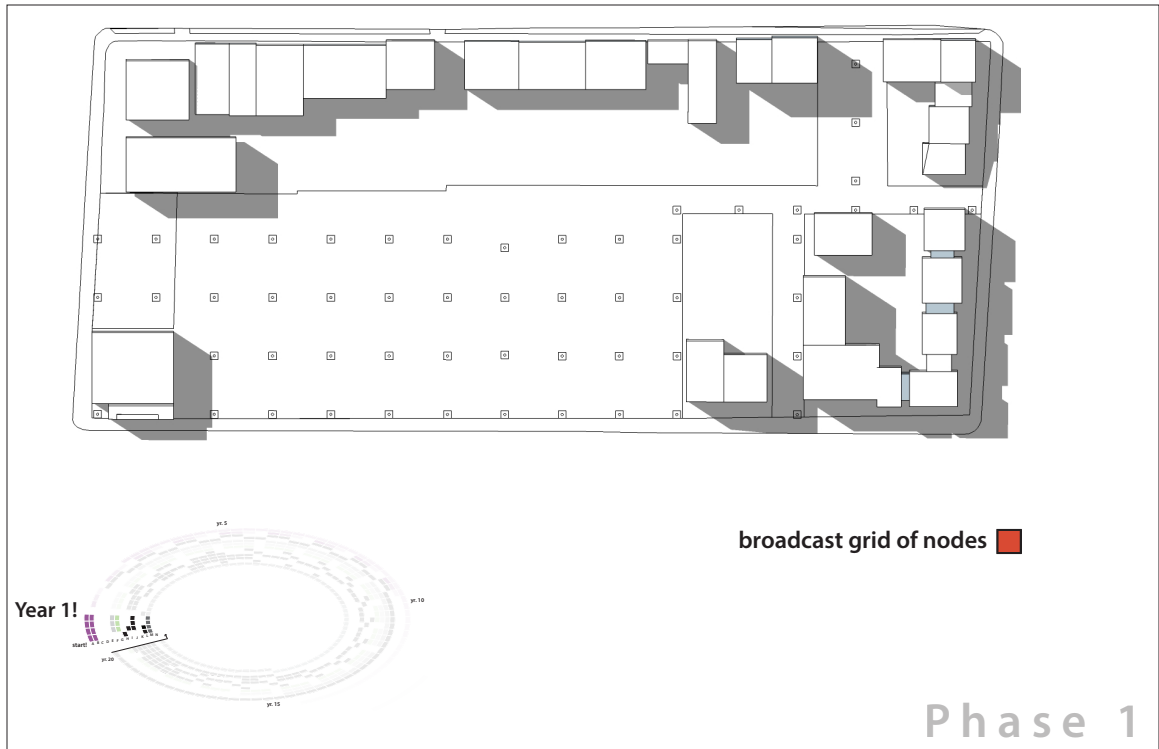 yr. 5
broadcast grid of nodes
yr. 10
Year 1!
start!
yr. 20
yr. 15
Phase 1